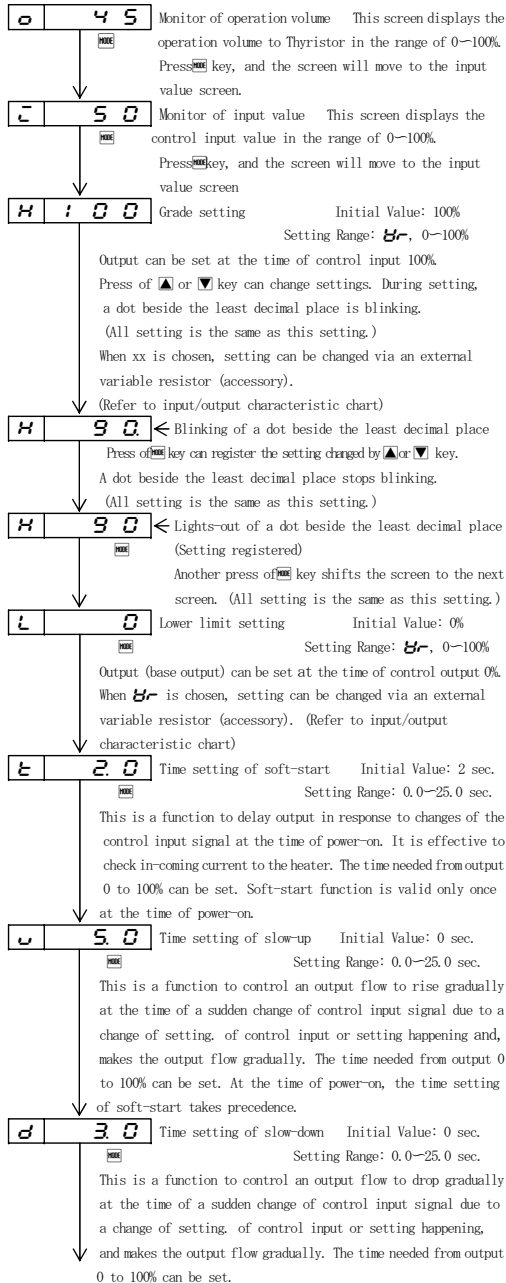 o 45 Monitor of operation volume This screen displays the
MODE operation volume to Thyristor in the range of 0〜100%.
Press MODE key, and the screen will move to the input
value screen.
50 Monitor of input value This screen displays the
MODE control input value in the range of 0〜100%.
Press MODE key, and the screen will move to the input
value screen
H 100 Grade setting Initial Value: 100%
Setting Range: , 0〜100%
Output can be set at the time of control input 100%.
Press of ▲ or ▼ key can change settings. During setting,
a dot beside the least decimal place is blinking.
(All setting is the same as this setting.)
When xx is chosen, setting can be changed via an external
variable resistor (accessory).
(Refer to input/output characteristic chart)
H 90. Blinking of a dot beside the least decimal place
Press of MODE key can register the setting changed by ▲ or ▼ key.
A dot beside the least decimal place stops blinking.
(All setting is the same as this setting.)
H 90 Lights-out of a dot beside the least decimal place
MODE (Setting registered)
Another press of MODE key shifts the screen to the next
screen. (All setting is the same as this setting.)
L 0 Lower limit setting Initial Value: 0%
MODE Setting Range: , 0〜100%
Output (base output) can be set at the time of control output 0%.
When is chosen, setting can be changed via an external
variable resistor (accessory). (Refer to input/output
characteristic chart)
t 2.0 Time setting of soft-start Initial Value: 2 sec.
MODE Setting Range: 0.0〜25.0 sec.
This is a function to delay output in response to changes of the
control input signal at the time of power-on. It is effective to
check in-coming current to the heater. The time needed from output
0 to 100% can be set. Soft-start function is valid only once
at the time of power-on.
u 5.0 Time setting of slow-up Initial Value: 0 sec.
MODE Setting Range: 0.0〜25.0 sec.
This is a function to control an output flow to rise gradually
at the time of a sudden change of control input signal due to a
change of setting. of control input or setting happening and,
makes the output flow gradually. The time needed from output 0
to 100% can be set. At the time of power-on, the time setting
of soft-start takes precedence.
d 3.0 Time setting of slow-down Initial Value: 0 sec.
MODE Setting Range: 0.0〜25.0 sec.
This is a function to control an output flow to drop gradually
at the time of a sudden change of control input signal due to
a change of setting. of control input or setting happening,
and makes the output flow gradually. The time needed from output
0 to 100% can be set.